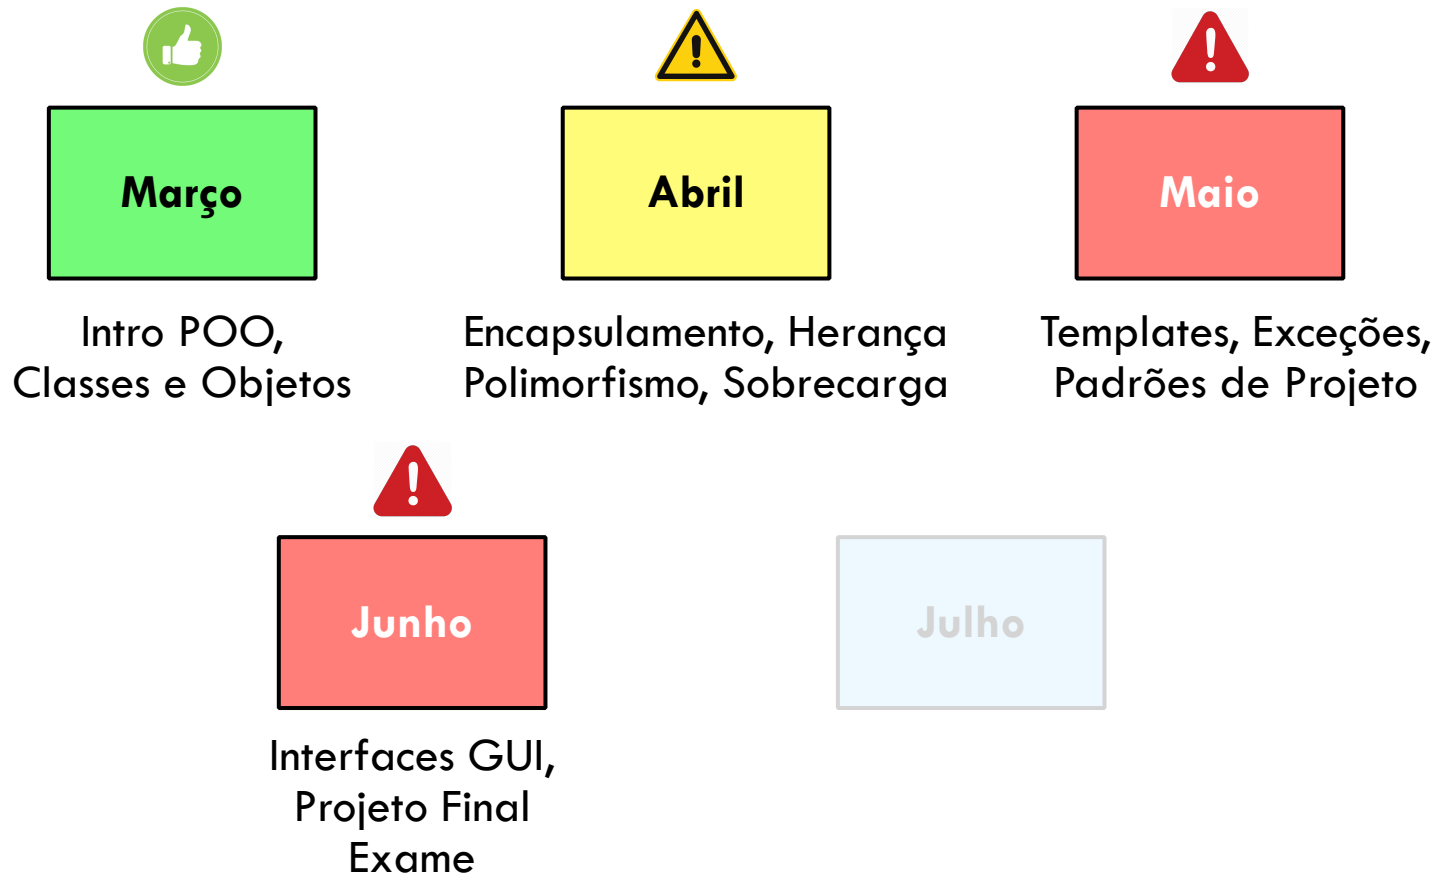 Março
Abril
Maio
Intro POO,
Classes e Objetos
Encapsulamento, Herança
Polimorfismo, Sobrecarga
Templates, Exceções,
Padrões de Projeto
Junho
Julho
Interfaces GUI,
Projeto Final
Exame